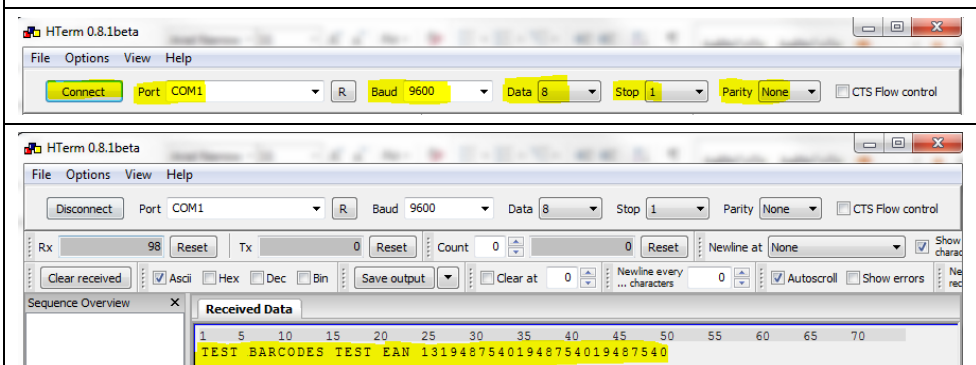 HTerm 0.8.1beta
File Options View Help
Connect Port COM1 R Baud 9600 Data 8 Stop 1 Parity None CTS Flow control
HTerm 0.8.1beta
File Options View Help
Disconnect Port COM1 R Baud 9600 Data 8 Stop 1 Parity None CTS Flow control
Rx 98 Reset Tx 0 Reset Count 0 0 Reset Newline at None Show
Clear received Ascii Hex Dec Bin Save output Clear at 0 Newline every ... characters 0 Autoscroll Show errors
Sequence Overview X Received Data
1 5 10 15 20 25 30 35 40 45 50 55 60 65 70
TEST BARCODES TEST EAN 13194875401948754019487540